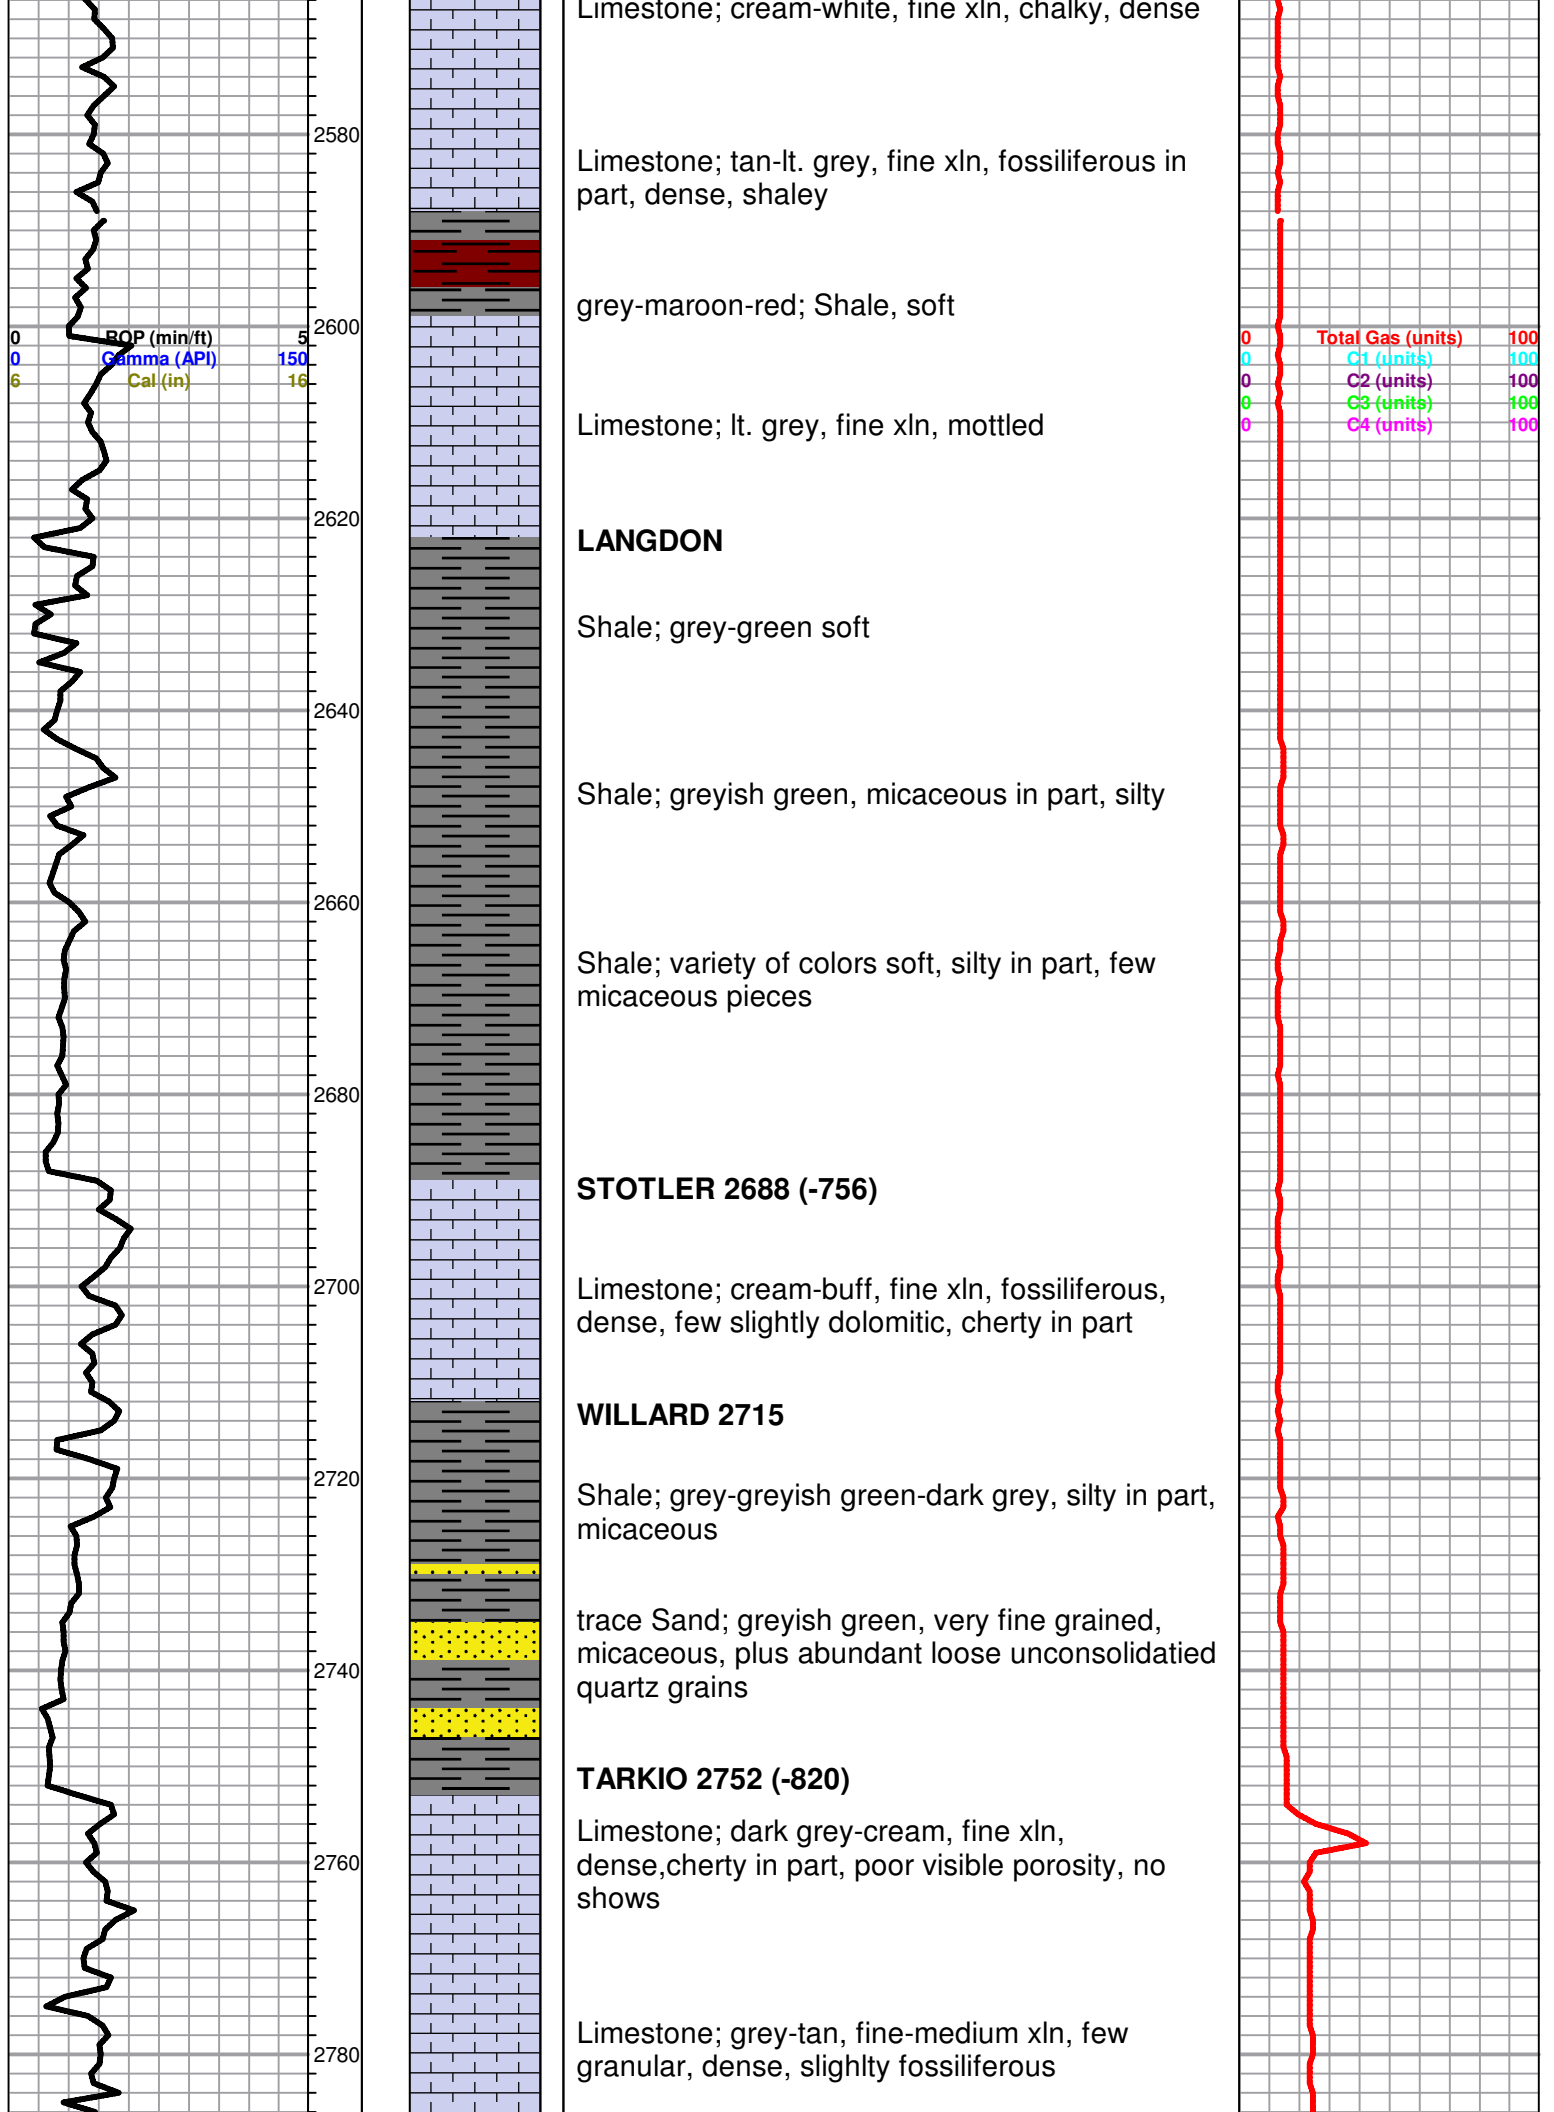 Limestone; cream-white, fine xln, chalky, dense
2580
Limestone; tan-lt. grey, fine xln, fossiliferous in
part, dense, shaley
grey-maroon-red; Shale, soft
2600
0 ROP (min/ft) 5
0 Gamma (API) 150
6 Cal (in) 16
0 Total Gas (units) 100
0 C1 (units) 100
0 C2 (units) 100
0 C3 (units) 100
0 C4 (units) 100
Limestone; lt. grey, fine xln, mottled
2620
LANGDON
Shale; grey-green soft
2640
Shale; greyish green, micaceous in part, silty
2660
Shale; variety of colors soft, silty in part, few
micaceous pieces
2680
STOTLER 2688 (-756)
2700
Limestone; cream-buff, fine xln, fossiliferous,
dense, few slightly dolomitic, cherty in part
WILLARD 2715
2720
Shale; grey-greyish green-dark grey, silty in part,
micaceous
trace Sand; greyish green, very fine grained,
micaceous, plus abundant loose unconsolidatied
quartz grains
2740
TARKIO 2752 (-820)
Limestone; dark grey-cream, fine xln,
dense,cherty in part, poor visible porosity, no
shows
2760
Limestone; grey-tan, fine-medium xln, few
granular, dense, slighlty fossiliferous
2780